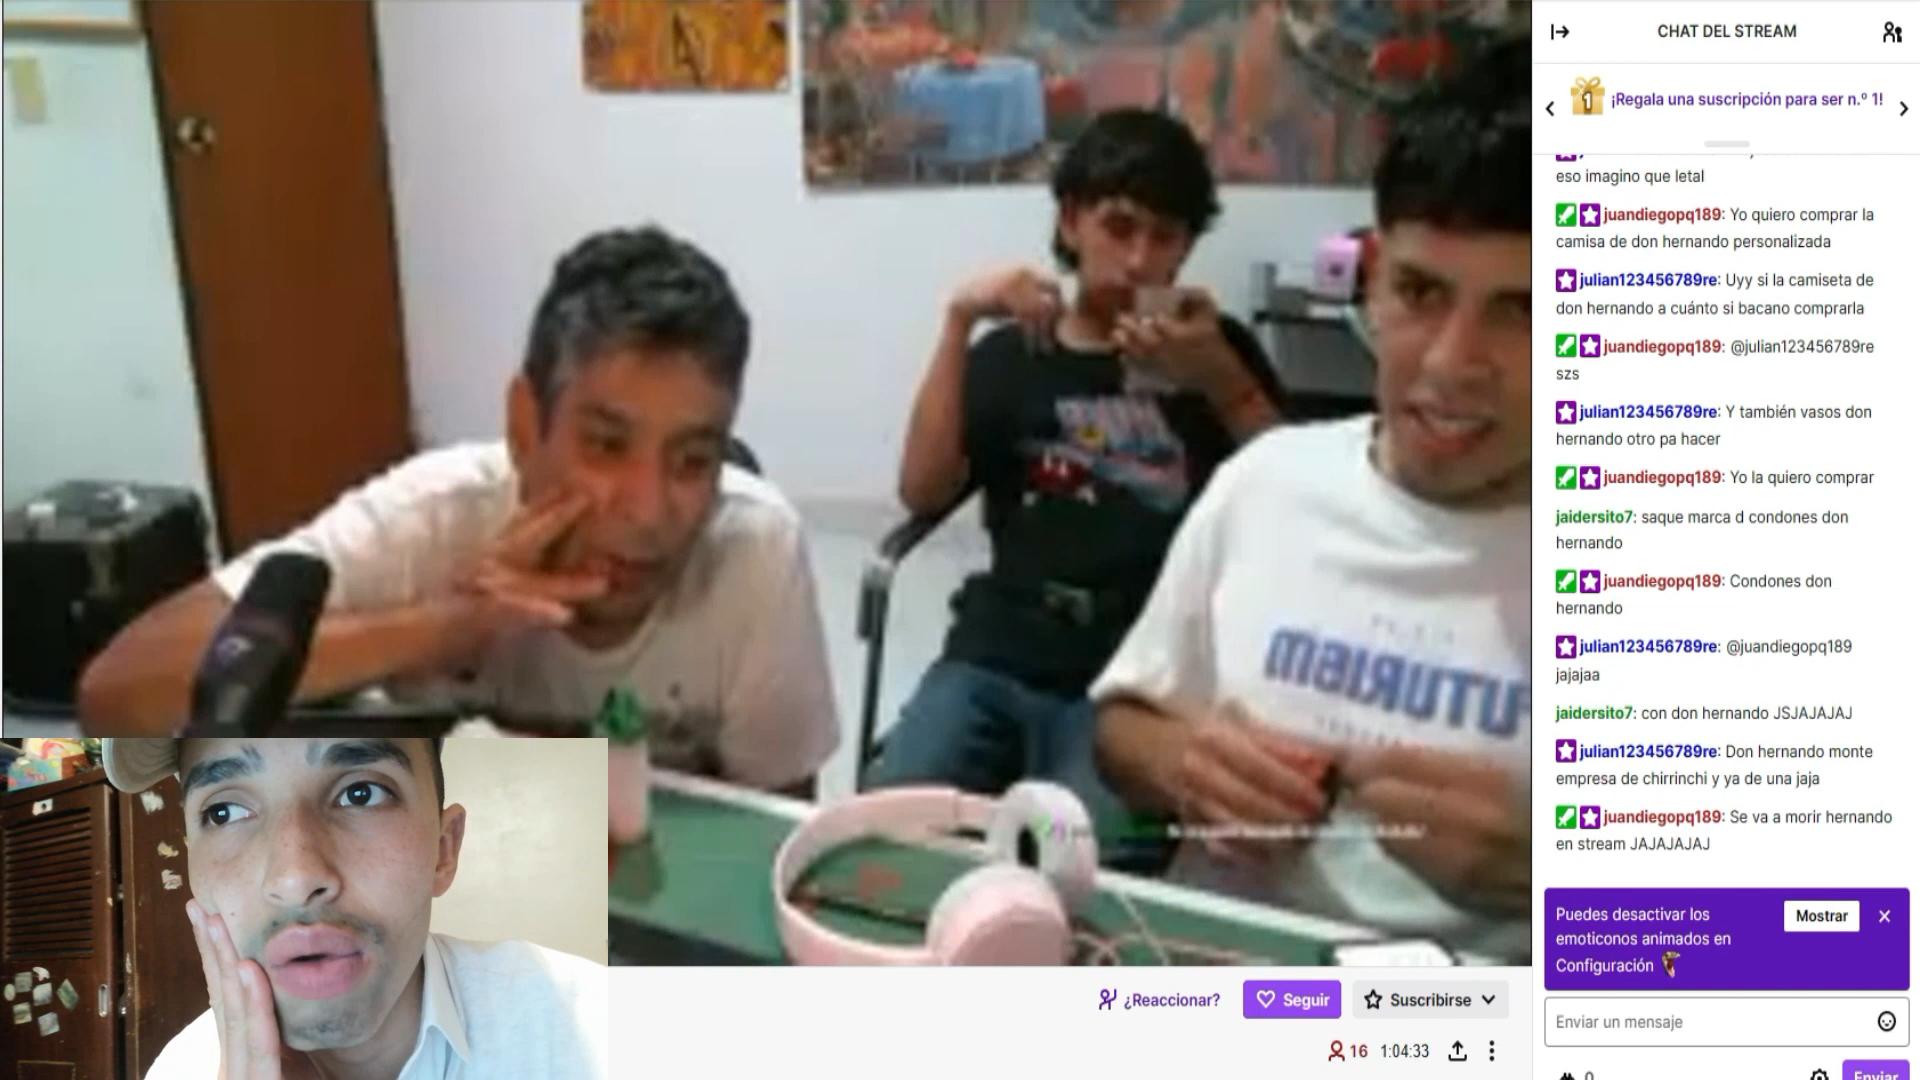 CHAT DEL STREAM
1
¡Regala una suscripción para ser n.º 1!
eso imagino que letal
juandiegopq189: Yo quiero comprar la
camisa de don hernando personalizada
julian123456789re: Uyy si la camiseta de
don hernando a cuánto si bacano comprarla
juandiegopq189: @julian123456789re
szs
julian123456789re: Y también vasos don
hernando otro pa hacer
juandiegopq189: Yo la quiero comprar
jaidersito7: saque marca d condones don
hernando
juandiegopq189: Condones don
hernando
julian123456789re: @juandiegopq189
jajajaa
jaidersito7: con don hernando JSJAJAJAJ
julian123456789re: Don hernando monte
empresa de chirrinchi y ya de una jaja
juandiegopq189: Se va a morir hernando
en stream JAJAJAJAJ
Puedes desactivar los
emoticonos animados en
Configuración
Mostrar
Enviar un mensaje
0
Enviar
¿Reaccionar?
Seguir
Suscribirse
16
1:04:33